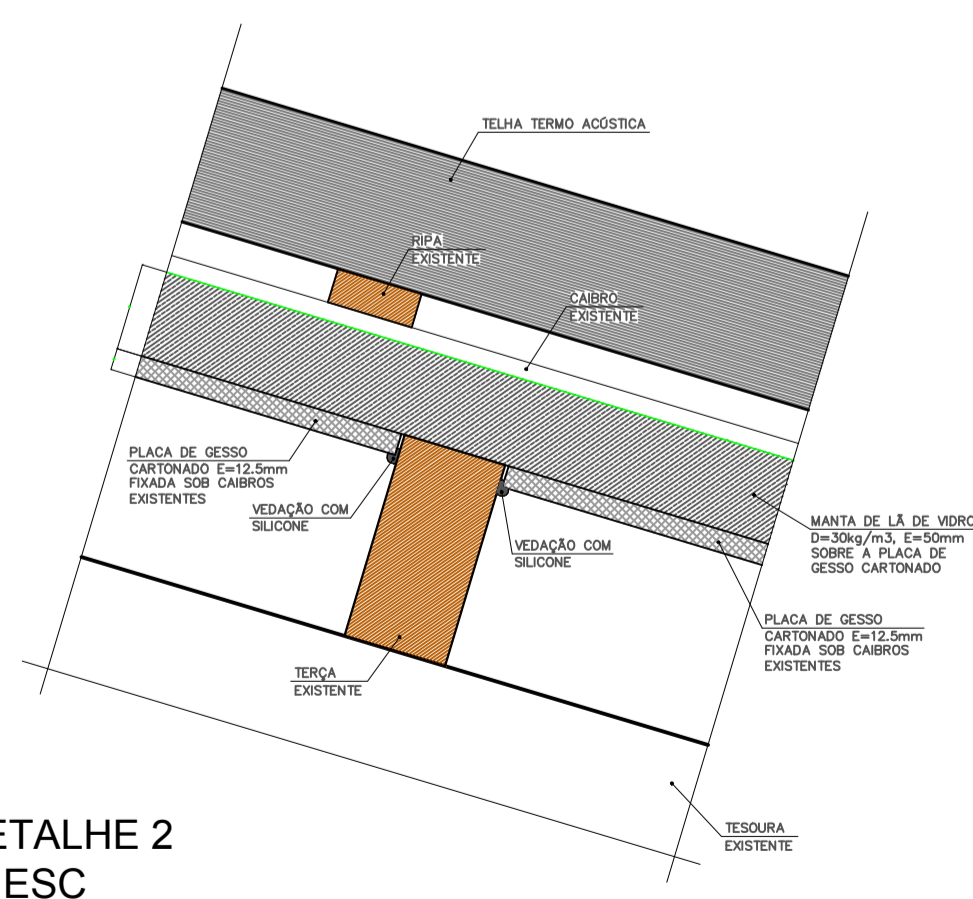 TELHA TERMO ACÚSTICA
RIPA
EXISTENTE
CAIBRO
EXISTENTE
PLACA DE GESSO
CARTONADO E=12.5mm
FIXADA SOB CAIBROS
EXISTENTES
VEDAÇÃO COM
SILICONE
VEDAÇÃO COM
SILICONE
MANTA DE LÃ DE VIDRO
D=30kg/m3, E=50mm
SOBRE A PLACA DE
GESSO CARTONADO
PLACA DE GESSO
CARTONADO E=12.5mm
FIXADA SOB CAIBROS
EXISTENTES
TERÇA
EXISTENTE
TESOURA
EXISTENTE
ETALHE 2
ESC